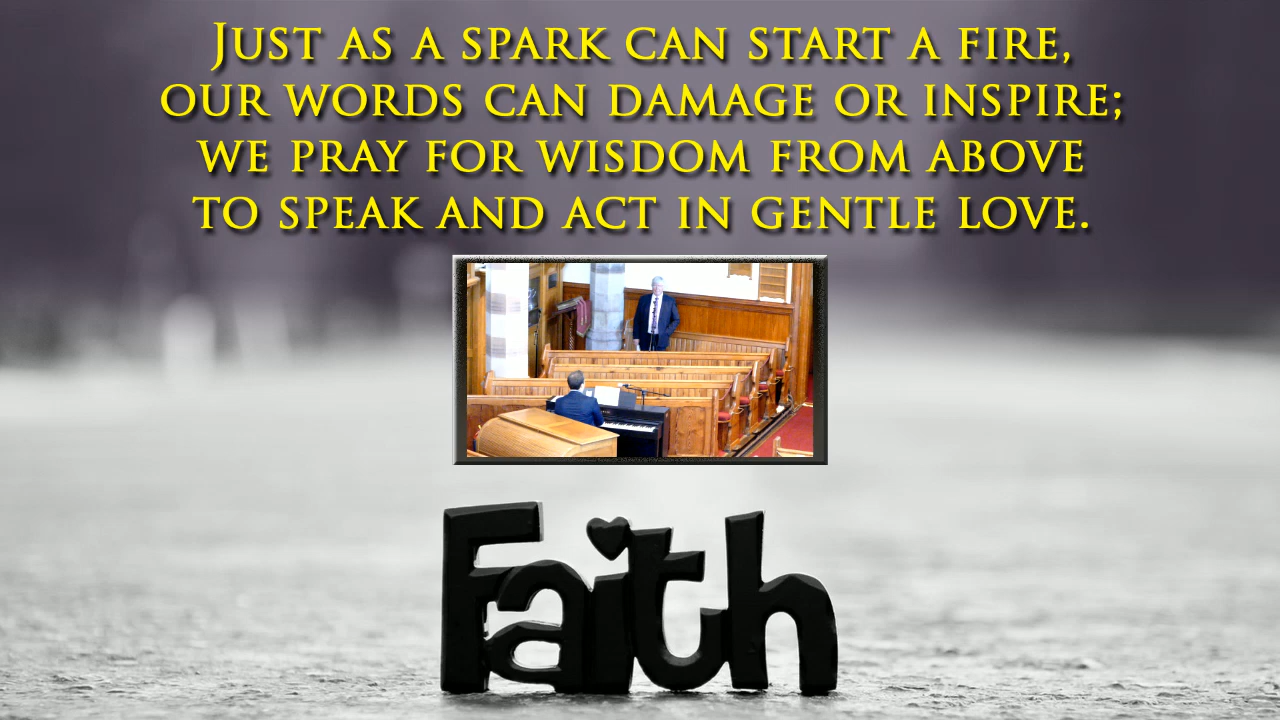 Just as a spark can start a fire,
our words can damage or inspire;
we pray for wisdom from above
to speak and act in gentle love.
Faith